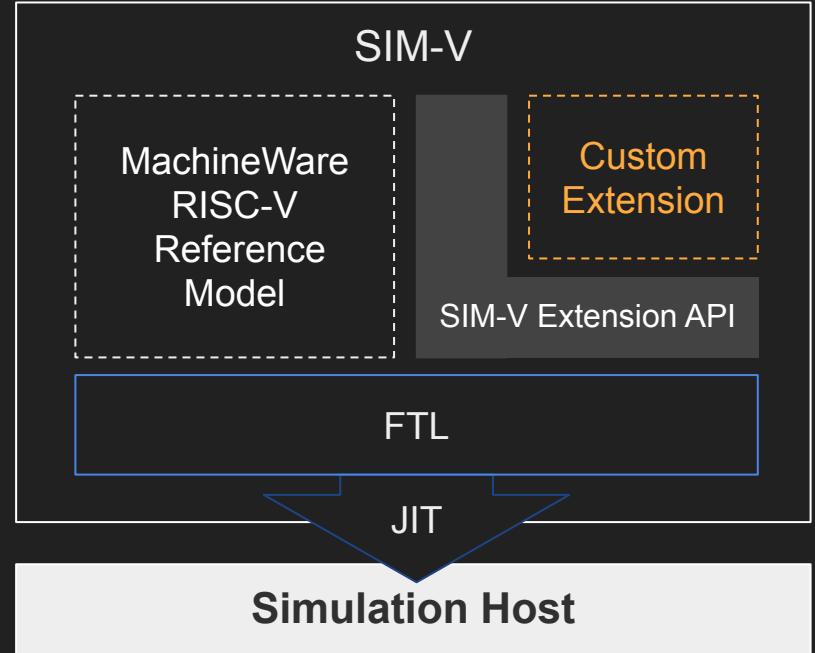 SIM-V
MachineWare
RISC-V
Reference
Model
Custom
Extension
SIM-V Extension API
FTL
JIT
Simulation Host